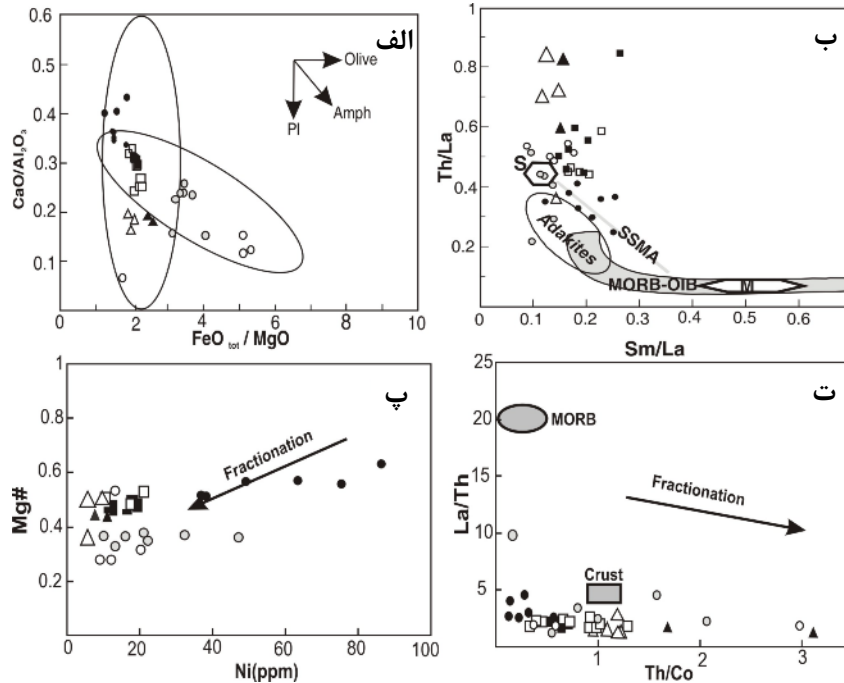 الف
0.6
0.5
0.4
0.3
0.2
0.1
CaO/Al₂O₃
Olive
Amph
Pl
0
2
4
6
8
10
FeO tot / MgO
ب
1
0.8
0.6
0.4
0.2
Th/La
S
Adakites
SSMA
MORB-OIB
M
0
0.1
0.2
0.3
0.4
0.5
0.6
Sm/La
پ
1
0.8
0.6
0.4
0.2
Mg#
Fractionation
0
20
40
60
80
100
Ni(ppm)
ت
25
20
15
10
5
La/Th
MORB
Fractionation
Crust
1
2
3
Th/Co